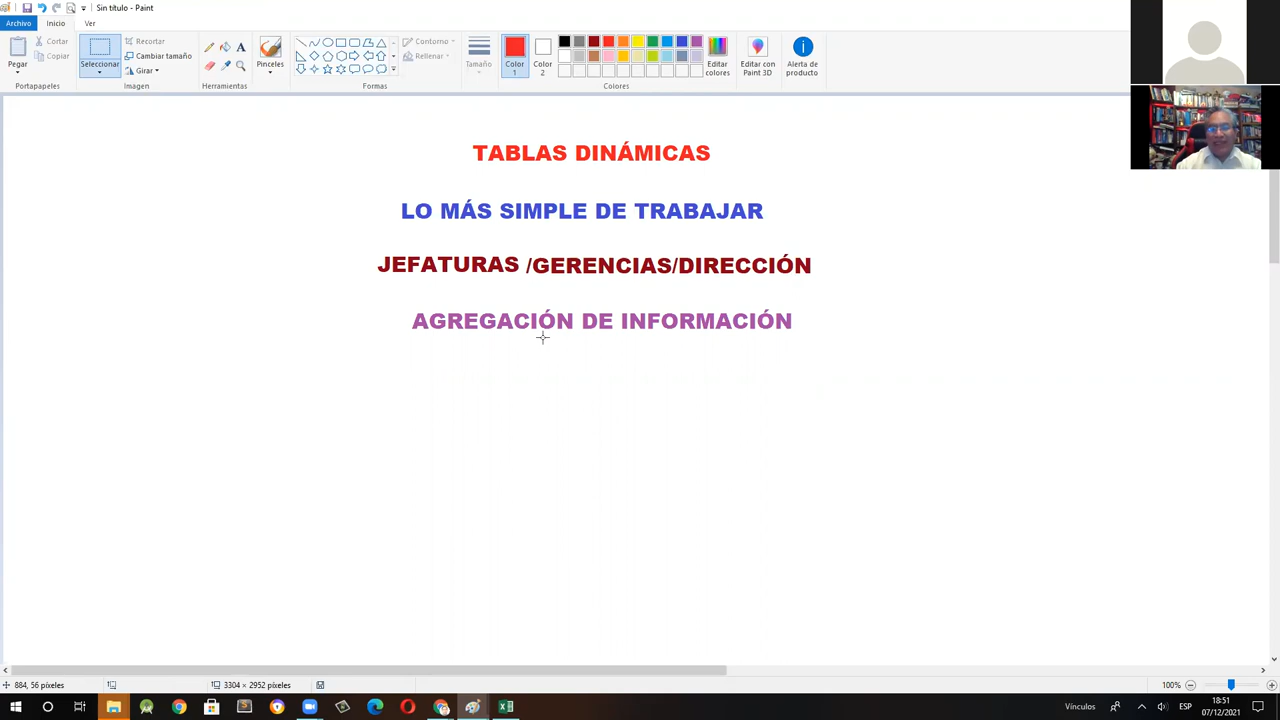 Sin título - Paint
Archivo Inicio Ver
Pegar
Cortar
Copiar
Portapapeles
Seleccionar
Recortar
Cambiar tamaño
Girar
Imagen
Herramientas
Pinceles
Contorno
Rellenar
Formas
Tamaño
Color 1
Color 2
Editar colores
Colores
Editar con Paint 3D
Alerta de producto
TABLAS DINÁMICAS
LO MÁS SIMPLE DE TRABAJAR
JEFATURAS /GERENCIAS/DIRECCIÓN
AGREGACIÓN DE INFORMACIÓN
884, 56 píxeles
3304 × 2952 píxeles
100%
Vínculos
ESP
18:51
07/12/2021